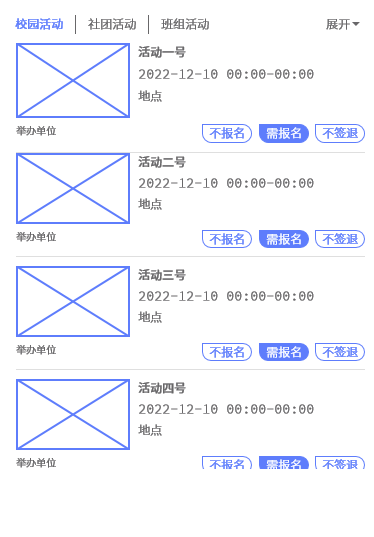 校园活动 社团活动 班组活动 展开
活动一号
2022-12-10 00:00-00:00
地点
举办单位 不报名 需报名 不签退
活动二号
2022-12-10 00:00-00:00
地点
举办单位 不报名 需报名 不签退
活动三号
2022-12-10 00:00-00:00
地点
举办单位 不报名 需报名 不签退
活动四号
2022-12-10 00:00-00:00
地点
举办单位 不报名 需报名 不签退